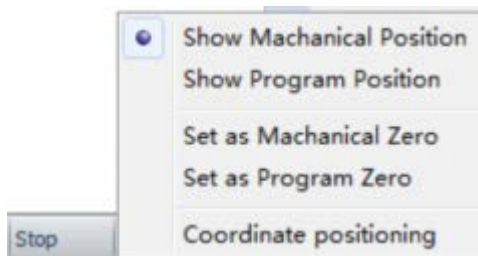 Show Machanical Position
Show Program Position
Set as Machanical Zero
Set as Program Zero
Stop
Coordinate positioning